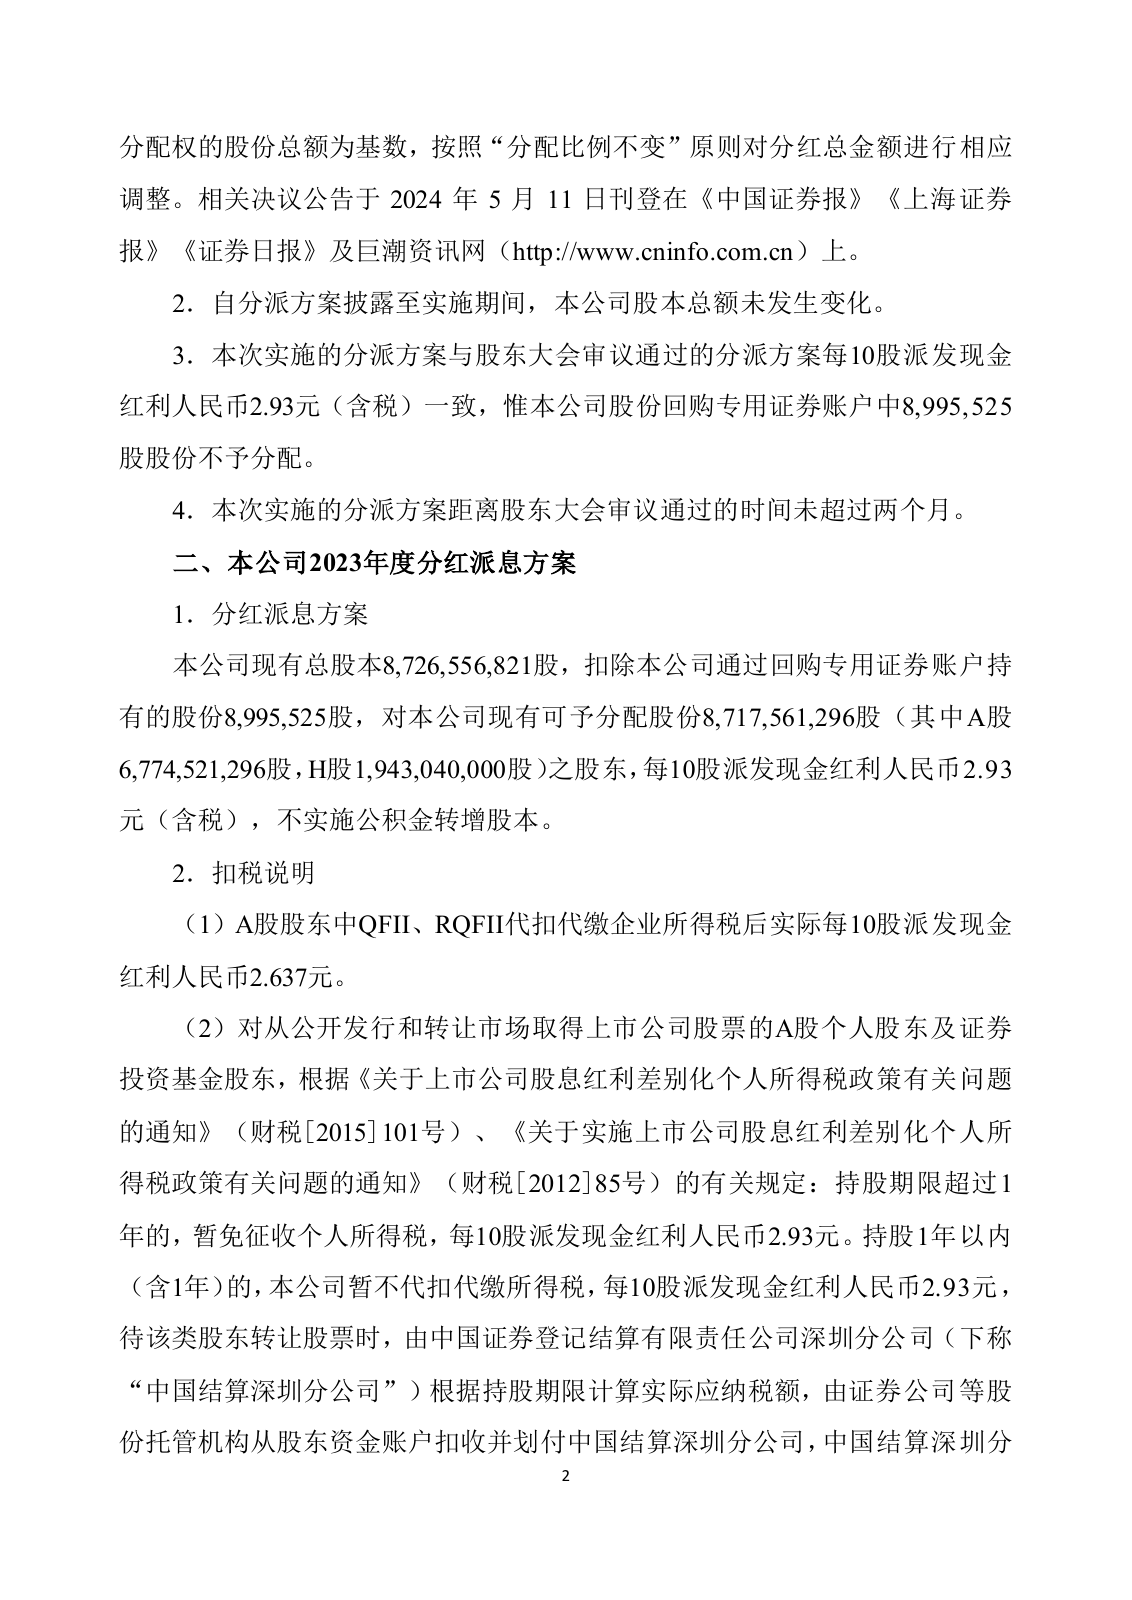 分配权的股份总额为基数，按照“分配比例不变”原则对分红总金额进行相应
调整。相关决议公告于 2024 年 5 月 11 日刊登在《中国证券报》《上海证券
报》《证券日报》及巨潮资讯网（http://www.cninfo.com.cn）上。
2．自分派方案披露至实施期间，本公司股本总额未发生变化。
3．本次实施的分派方案与股东大会审议通过的分派方案每10股派发现金
红利人民币2.93元（含税）一致，惟本公司股份回购专用证券账户中8,995,525
股股份不予分配。
4．本次实施的分派方案距离股东大会审议通过的时间未超过两个月。
二、本公司2023年度分红派息方案
1．分红派息方案
本公司现有总股本8,726,556,821股，扣除本公司通过回购专用证券账户持
有的股份8,995,525股，对本公司现有可予分配股份8,717,561,296股（其中A股
6,774,521,296股，H股1,943,040,000股）之股东，每10股派发现金红利人民币2.93
元（含税），不实施公积金转增股本。
2．扣税说明
（1）A股股东中QFII、RQFII代扣代缴企业所得税后实际每10股派发现金
红利人民币2.637元。
（2）对从公开发行和转让市场取得上市公司股票的A股个人股东及证券
投资基金股东，根据《关于上市公司股息红利差别化个人所得税政策有关问题
的通知》（财税[2015]101号）、《关于实施上市公司股息红利差别化个人所
得税政策有关问题的通知》（财税[2012]85号）的有关规定：持股期限超过1
年的，暂免征收个人所得税，每10股派发现金红利人民币2.93元。持股1年以内
（含1年）的，本公司暂不代扣代缴所得税，每10股派发现金红利人民币2.93元，
待该类股东转让股票时，由中国证券登记结算有限责任公司深圳分公司（下称
“中国结算深圳分公司”）根据持股期限计算实际应纳税额，由证券公司等股
份托管机构从股东资金账户扣收并划付中国结算深圳分公司，中国结算深圳分
2